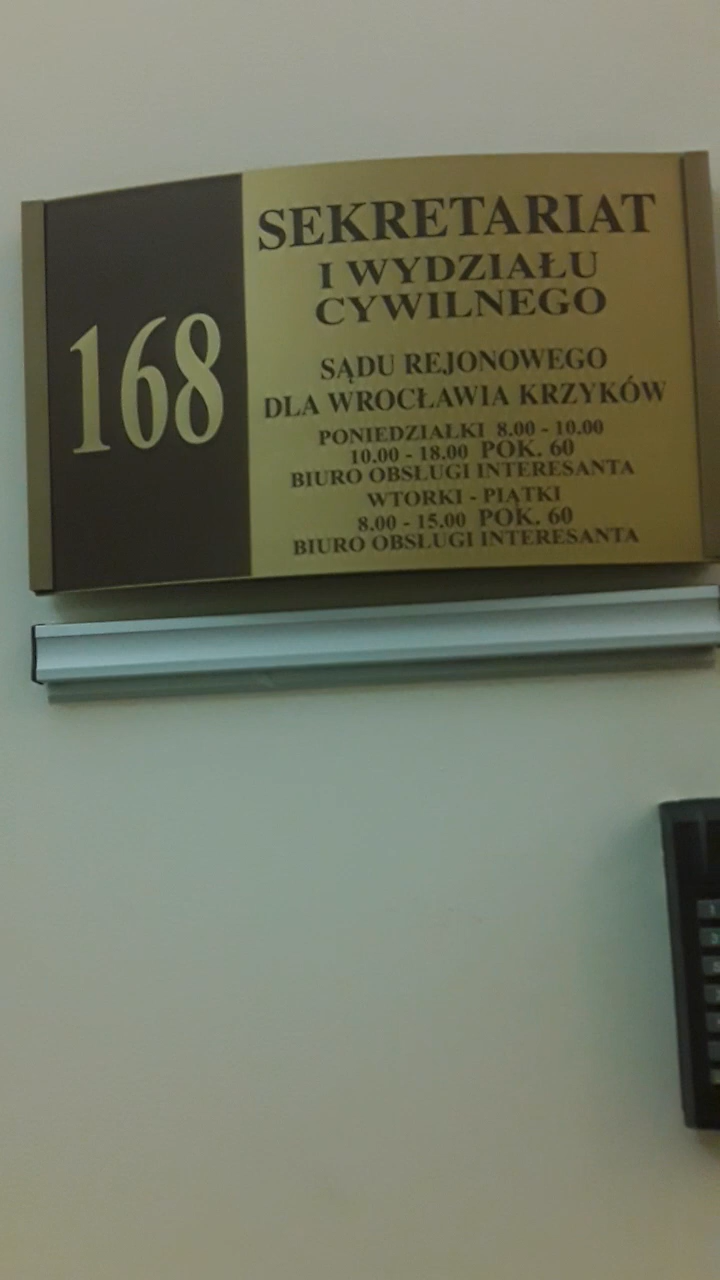 168
SEKRETARIAT
I WYDZIAŁU
CYWILNEGO
SĄDU REJONOWEGO
DLA WROCŁAWIA KRZYKÓW
PONIEDZIALKI 8.00 - 10.00
10.00 - 18.00 POK. 60
BIURO OBSŁUGI INTERESANTA
WTORKI - PIĄTKI
8.00 - 15.00 POK. 60
BIURO OBSŁUGI INTERESANTA